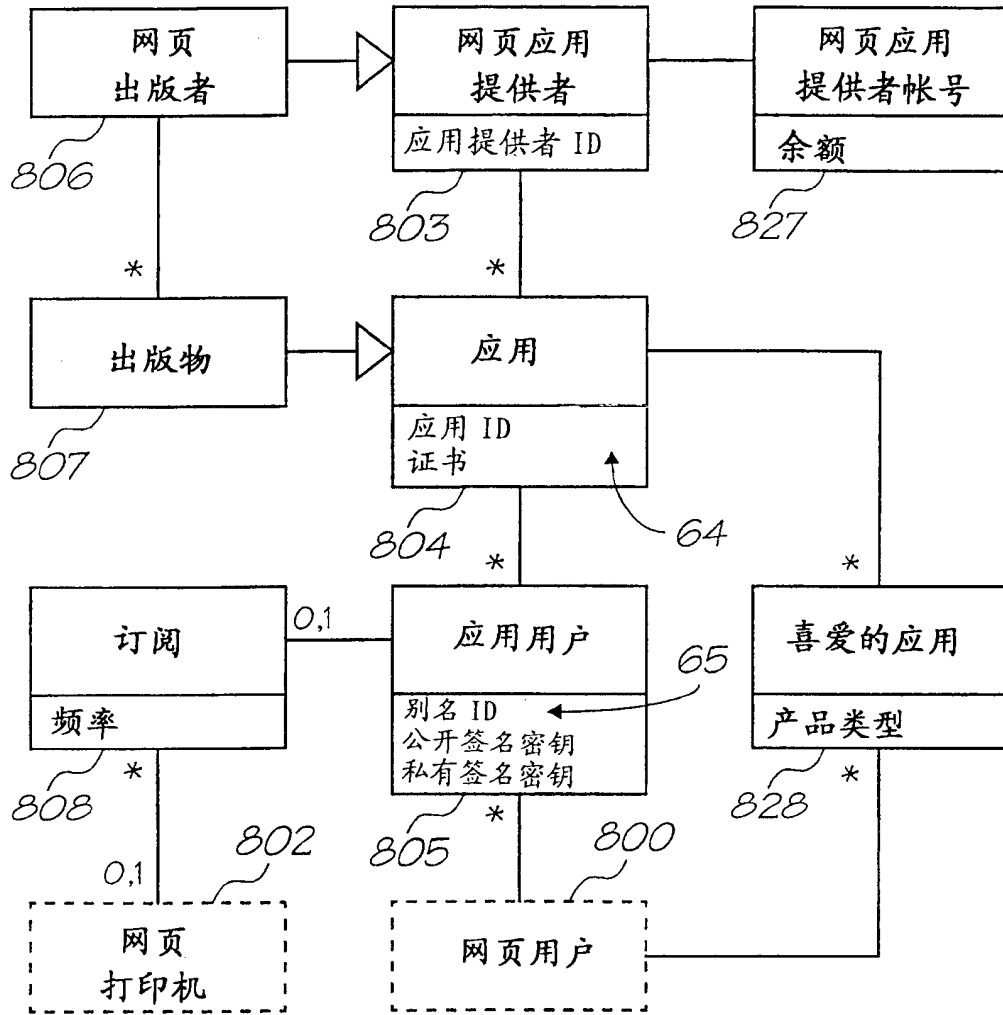 网页
出版者
网页应用
提供者
应用提供者 ID
网页应用
提供者帐号
余额
806
803
827
*
*
出版物
应用
应用 ID
证书
807
804
64
*
*
订阅
频率
0,1
应用用户
别名 ID
公开签名密钥
私有签名密钥
65
喜爱的应用
产品类型
808
*
805
*
828
*
802
800
0,1
网页
打印机
网页用户